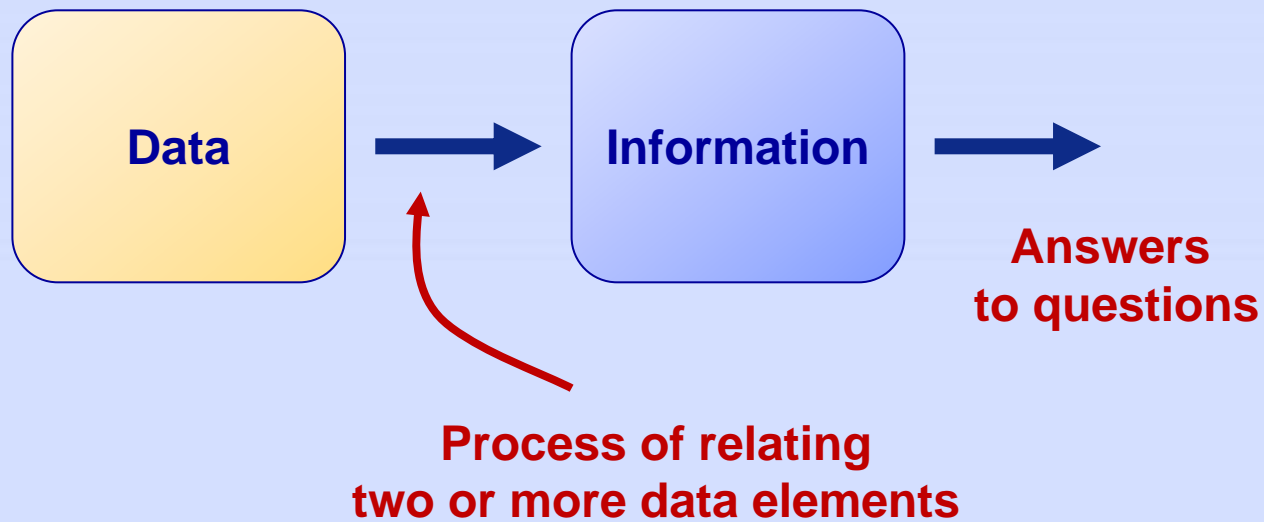 Data
Information
Answers
to questions
Process of relating
two or more data elements